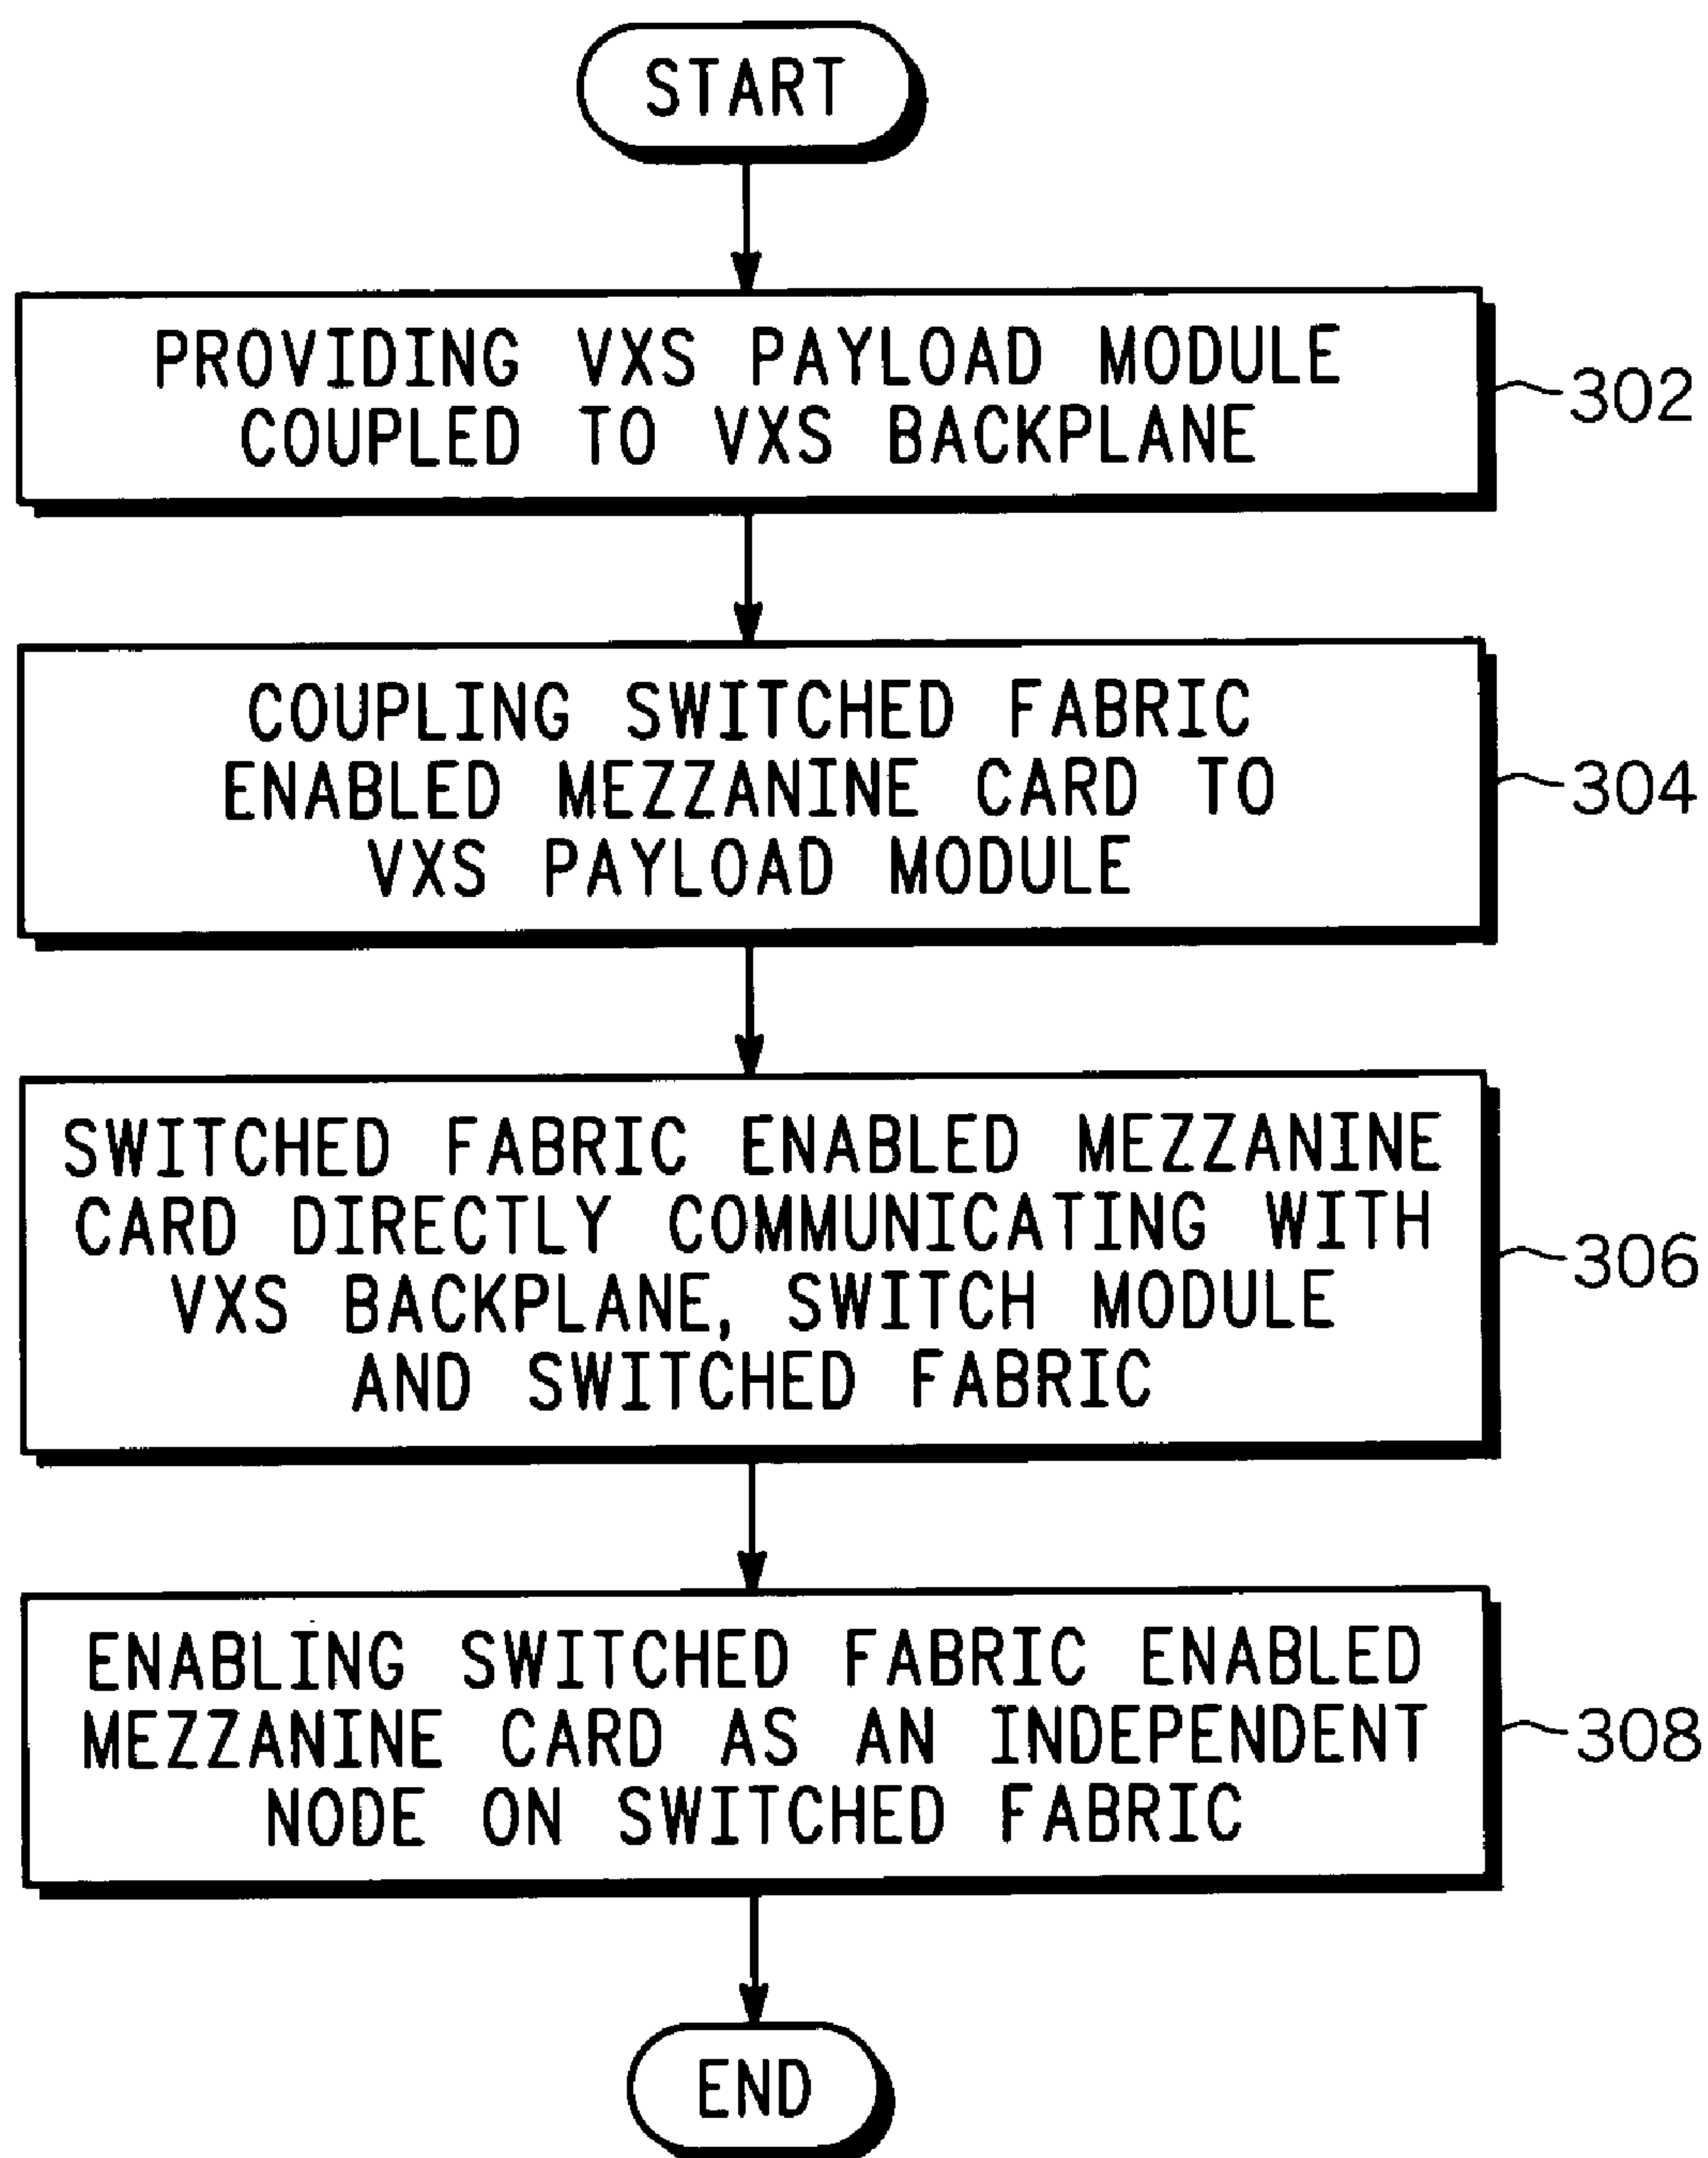 START
PROVIDING VXS PAYLOAD MODULE
COUPLED TO VXS BACKPLANE
302
COUPLING SWITCHED FABRIC
ENABLED MEZZANINE CARD TO
VXS PAYLOAD MODULE
304
SWITCHED FABRIC ENABLED MEZZANINE
CARD DIRECTLY COMMUNICATING WITH
VXS BACKPLANE, SWITCH MODULE
AND SWITCHED FABRIC
306
ENABLING SWITCHED FABRIC ENABLED
MEZZANINE CARD AS AN INDEPENDENT
NODE ON SWITCHED FABRIC
308
END